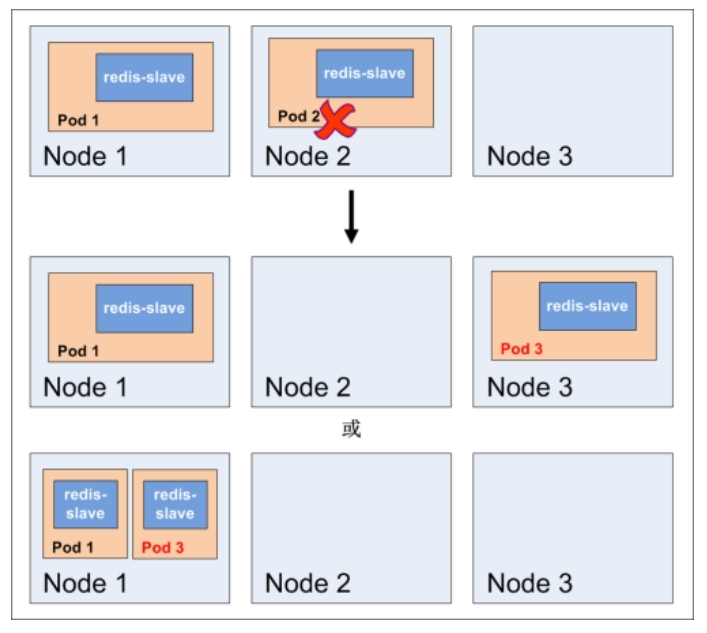 redis-slave
Pod 1
Node 1
redis-slave
Pod 2
Node 2
Node 3
redis-slave
Pod 1
Node 1
Node 2
redis-slave
Pod 3
Node 3
或
redis-
slave
Pod 1
redis-
slave
Pod 3
Node 1
Node 2
Node 3